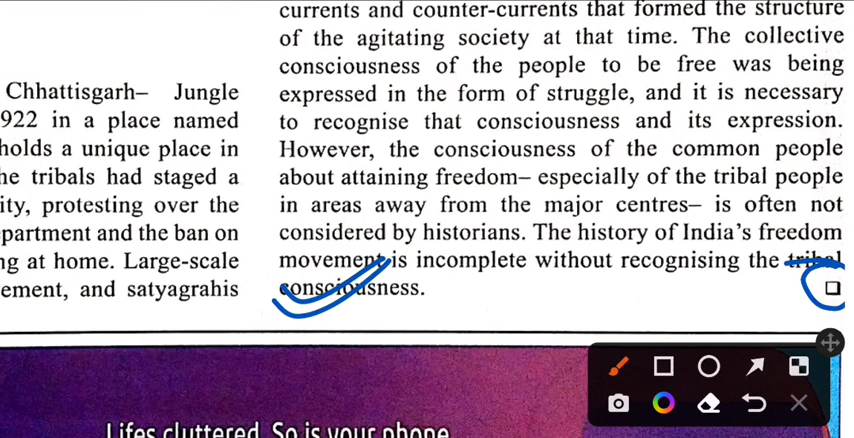 Chhattisgarh– Jungle
922 in a place named
holds a unique place in
he tribals had staged a
ity, protesting over the
partment and the ban on
ng at home. Large-scale
ement, and satyagrahis
currents and counter-currents that formed the structure
of the agitating society at that time. The collective
consciousness of the people to be free was being
expressed in the form of struggle, and it is necessary
to recognise that consciousness and its expression.
However, the consciousness of the common people
about attaining freedom– especially of the tribal people
in areas away from the major centres– is often not
considered by historians. The history of India's freedom
movement is incomplete without recognising the tribal
consciousness.
Lifes cluttered. So is your phone